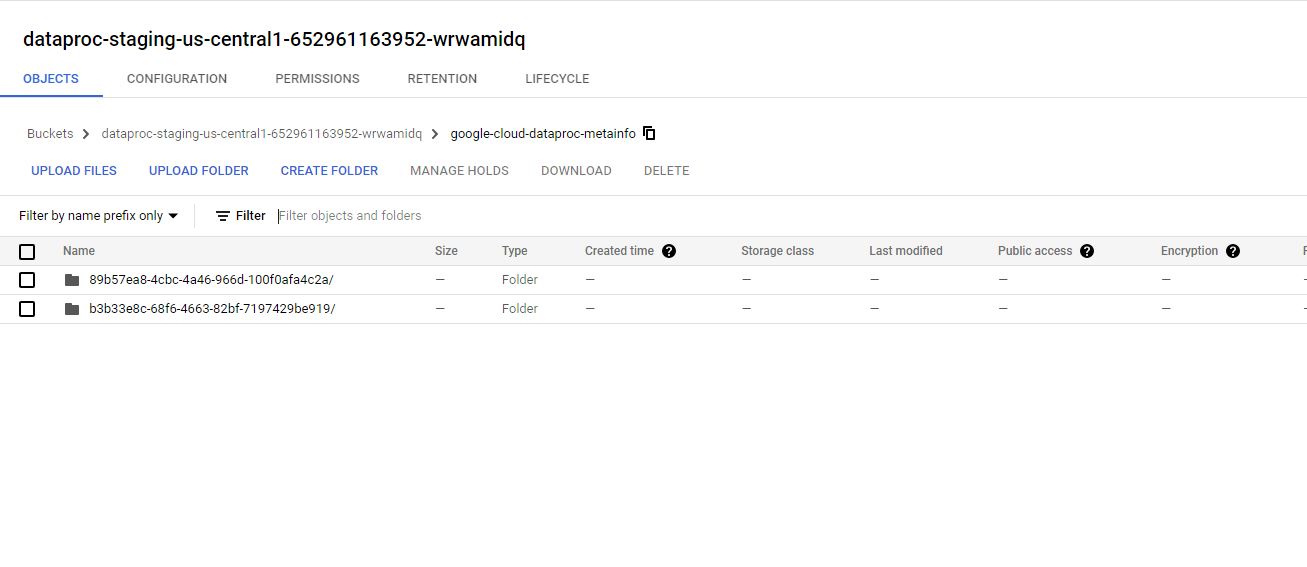 dataproc-staging-us-central1-652961163952-wrwamidq
OBJECTS CONFIGURATION PERMISSIONS RETENTION LIFECYCLE
Buckets > dataproc-staging-us-central1-652961163952-wrwamidq > google-cloud-dataproc-metainfo
UPLOAD FILES UPLOAD FOLDER CREATE FOLDER MANAGE HOLDS DOWNLOAD DELETE
Filter by name prefix only Filter Filter objects and folders
Name Size Type Created time ? Storage class Last modified Public access ? Encryption ?
89b57ea8-4cbc-4a46-966d-100f0afa4c2a/ — Folder — — — — —
b3b33e8c-68f6-4663-82bf-7197429be919/ — Folder — — — — —